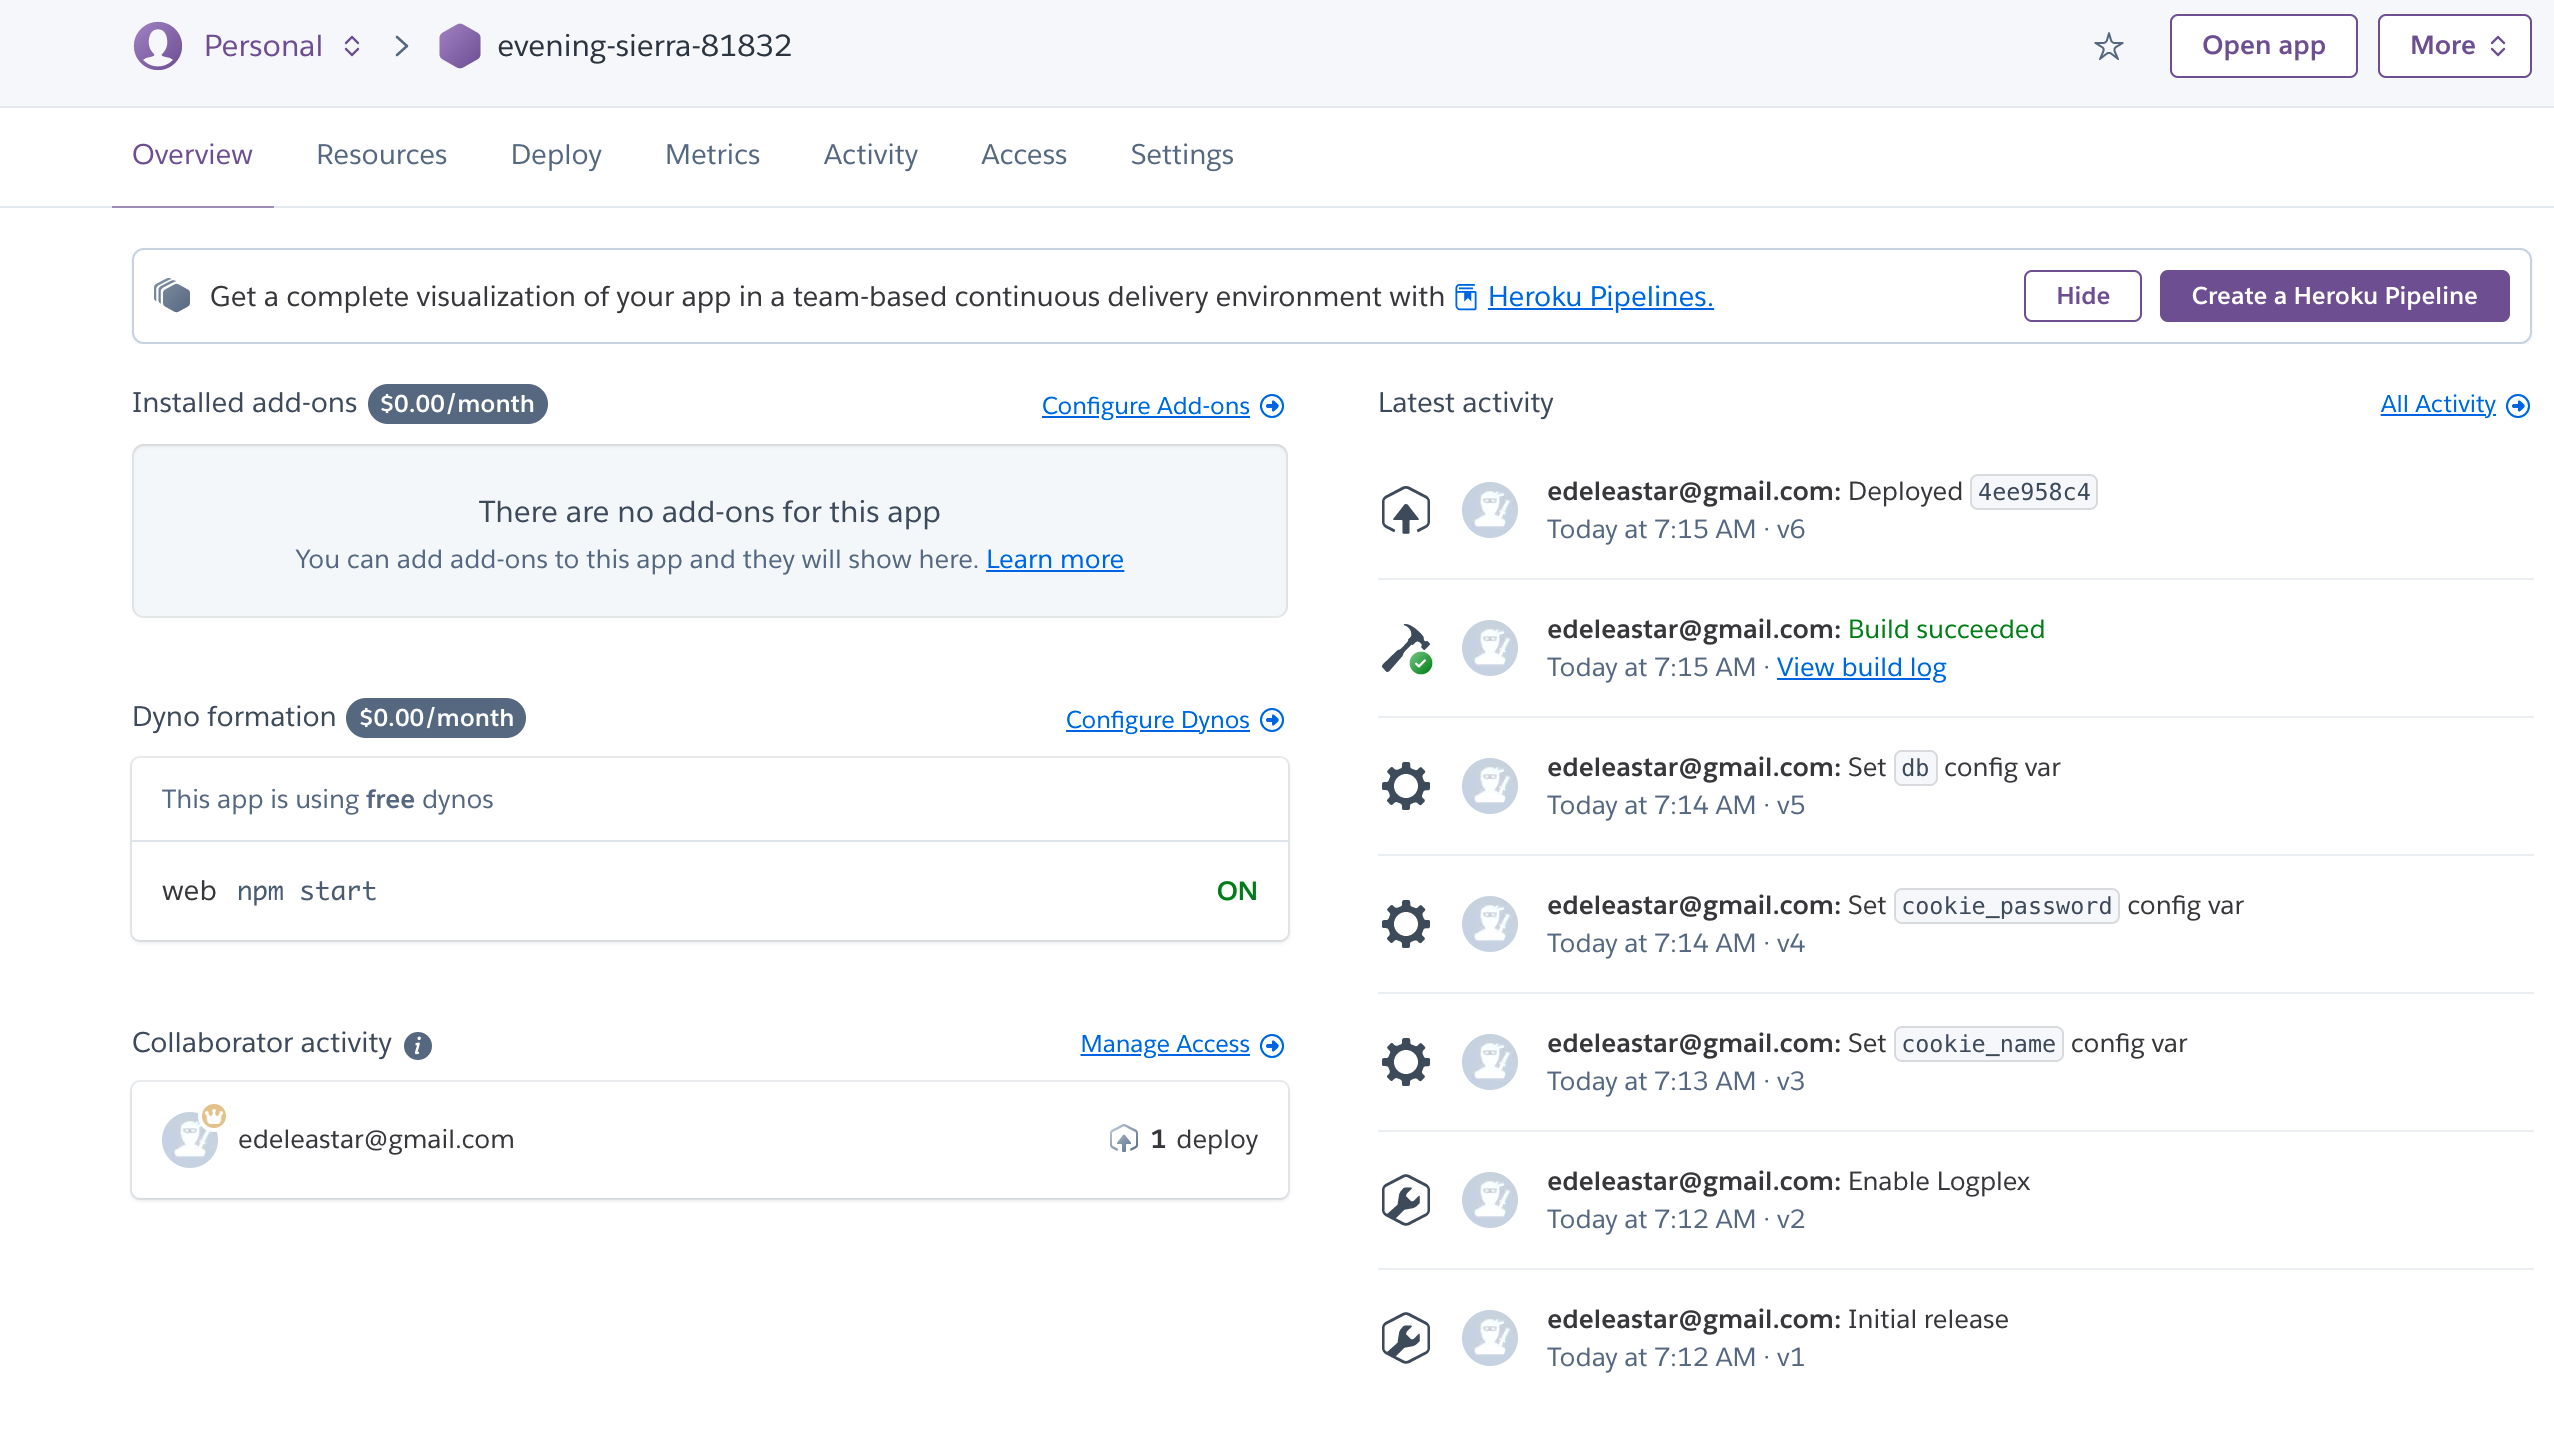 Personal
evening-sierra-81832
Open app
More
Overview
Resources
Deploy
Metrics
Activity
Access
Settings
Get a complete visualization of your app in a team-based continuous delivery environment with Heroku Pipelines.
Hide
Create a Heroku Pipeline
Installed add-ons $0.00/month
Configure Add-ons
There are no add-ons for this app
You can add add-ons to this app and they will show here. Learn more
Dyno formation $0.00/month
Configure Dynos
This app is using free dynos
web npm start
ON
Collaborator activity
Manage Access
edeleastar@gmail.com
1 deploy
Latest activity
All Activity
edeleastar@gmail.com: Deployed 4ee958c4
Today at 7:15 AM · v6
edeleastar@gmail.com: Build succeeded
Today at 7:15 AM · View build log
edeleastar@gmail.com: Set db config var
Today at 7:14 AM · v5
edeleastar@gmail.com: Set cookie_password config var
Today at 7:14 AM · v4
edeleastar@gmail.com: Set cookie_name config var
Today at 7:13 AM · v3
edeleastar@gmail.com: Enable Logplex
Today at 7:12 AM · v2
edeleastar@gmail.com: Initial release
Today at 7:12 AM · v1